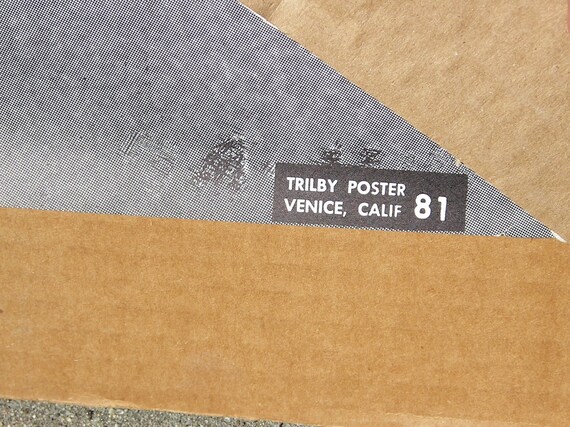 TRILBY POSTER
VENICE, CALIF 81